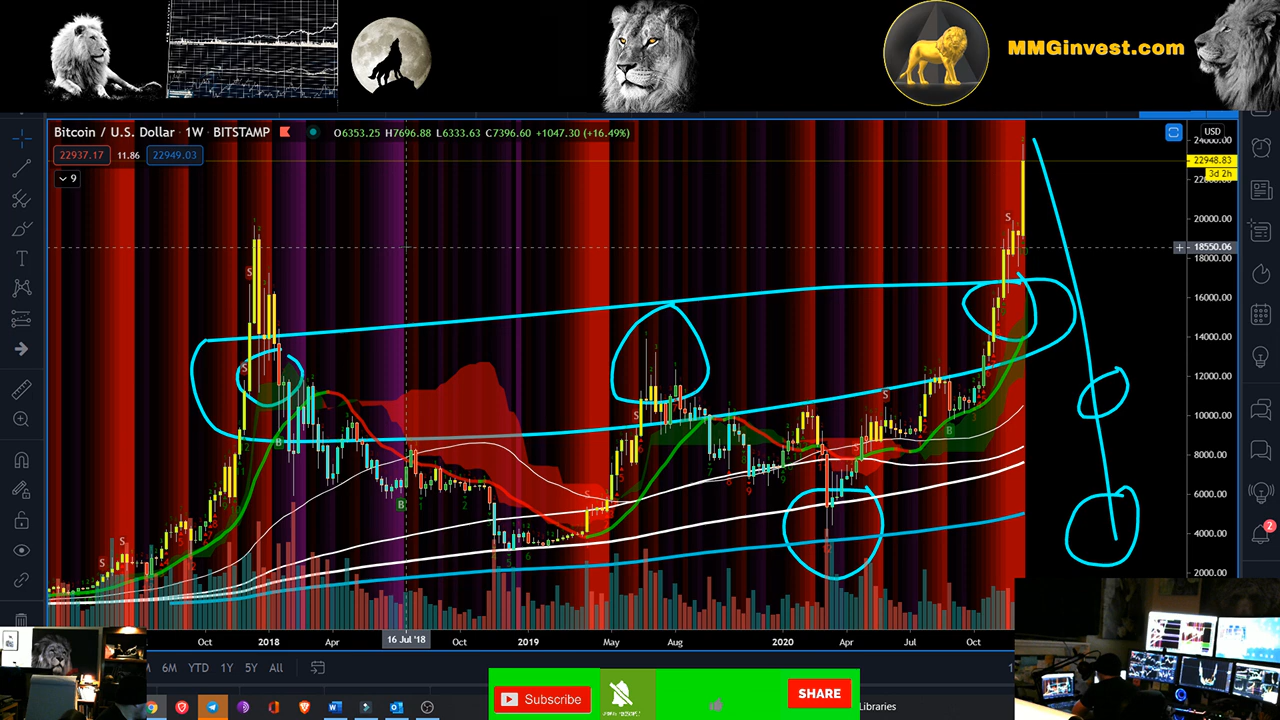 MMGinvest.com
Bitcoin / U.S. Dollar · 1W · BITSTAMP
O6353.25 H7696.88 L6333.63 C7396.60 +1047.30 (+16.49%)
USD
22937.17 11.86 22949.03
9
24000.00
22948.83
3d 2h
20000.00
18550.06
18000.00
16000.00
14000.00
12000.00
10000.00
8000.00
6000.00
4000.00
2000.00
S
S
S
S
S
S
S
S
B
B
B
2
Oct 2018 Apr 16 Jul '18 Oct 2019 May Aug 2020 Apr Jul Oct
6M YTD 1Y 5Y All
Subscribe
SHARE
Libraries